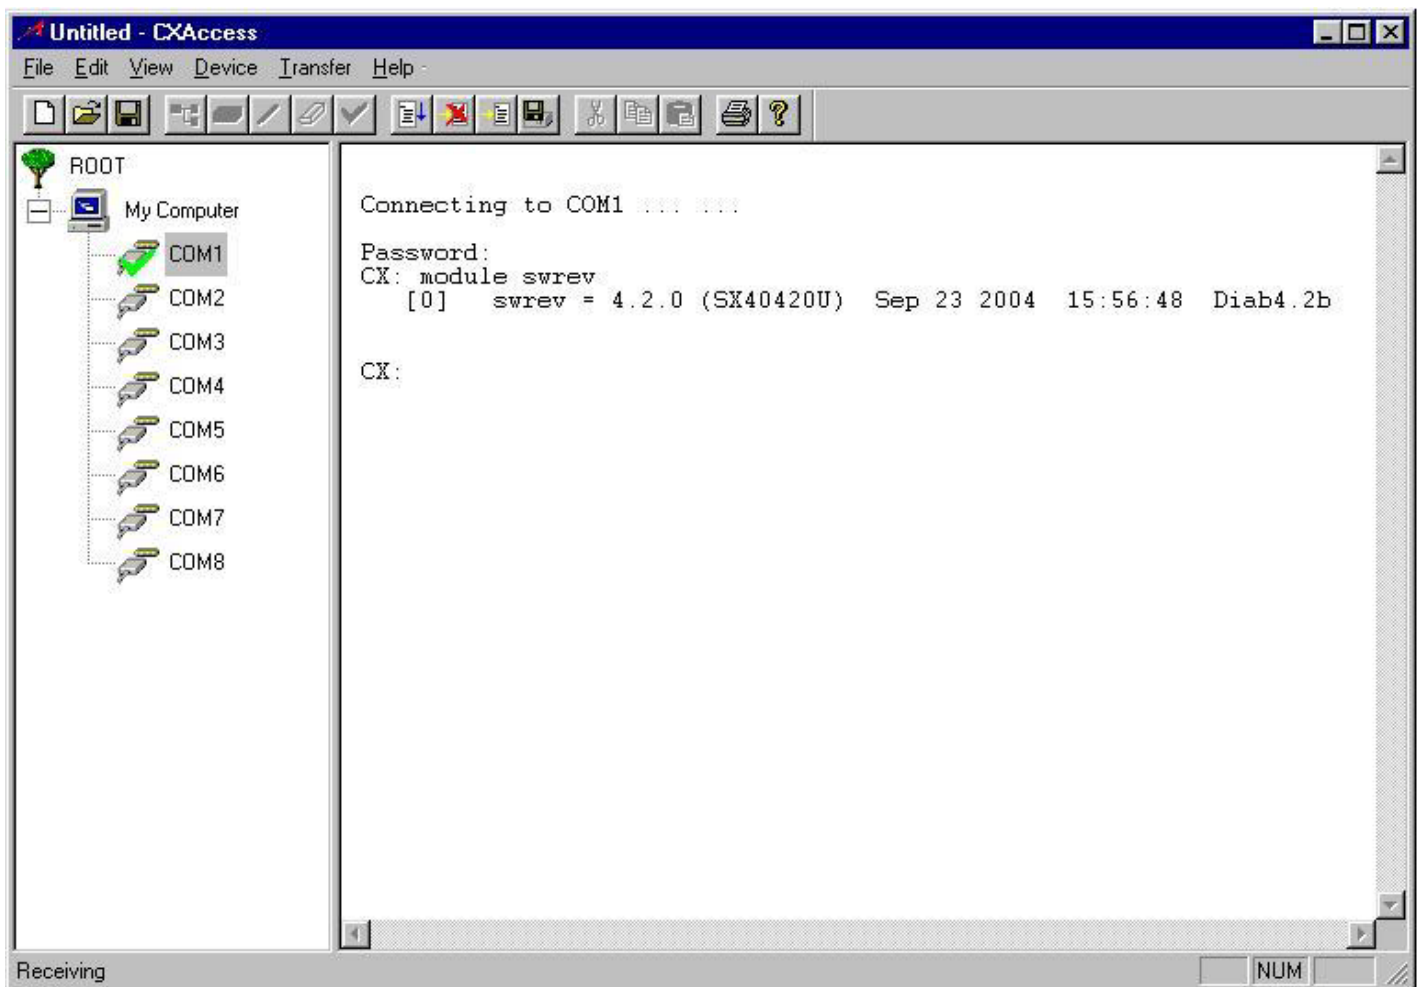 Untitled - CXAccess
File Edit View Device Transfer Help
ROOT
My Computer
COM1
COM2
COM3
COM4
COM5
COM6
COM7
COM8
Connecting to COM1 ... ...
Password:
CX: module swrev
[0] swrev = 4.2.0 (SX40420U) Sep 23 2004 15:56:48 Diab4.2b
CX:
Receiving
NUM